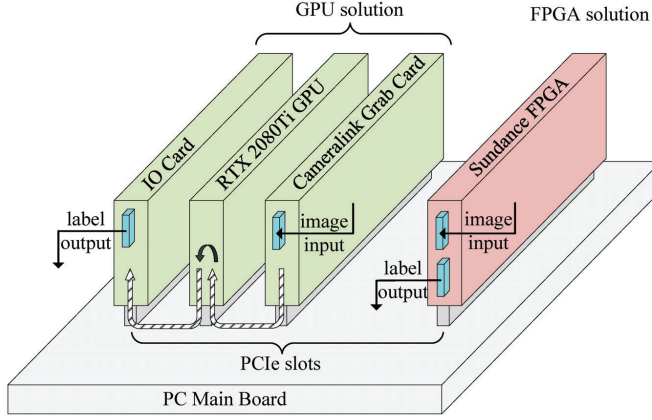 GPU solution
FPGA solution
IO Card
RTX 2080Ti GPU
Cameralink Grab Card
Sundance FPGA
label
output
image
input
image
input
label
output
PCIe slots
PC Main Board